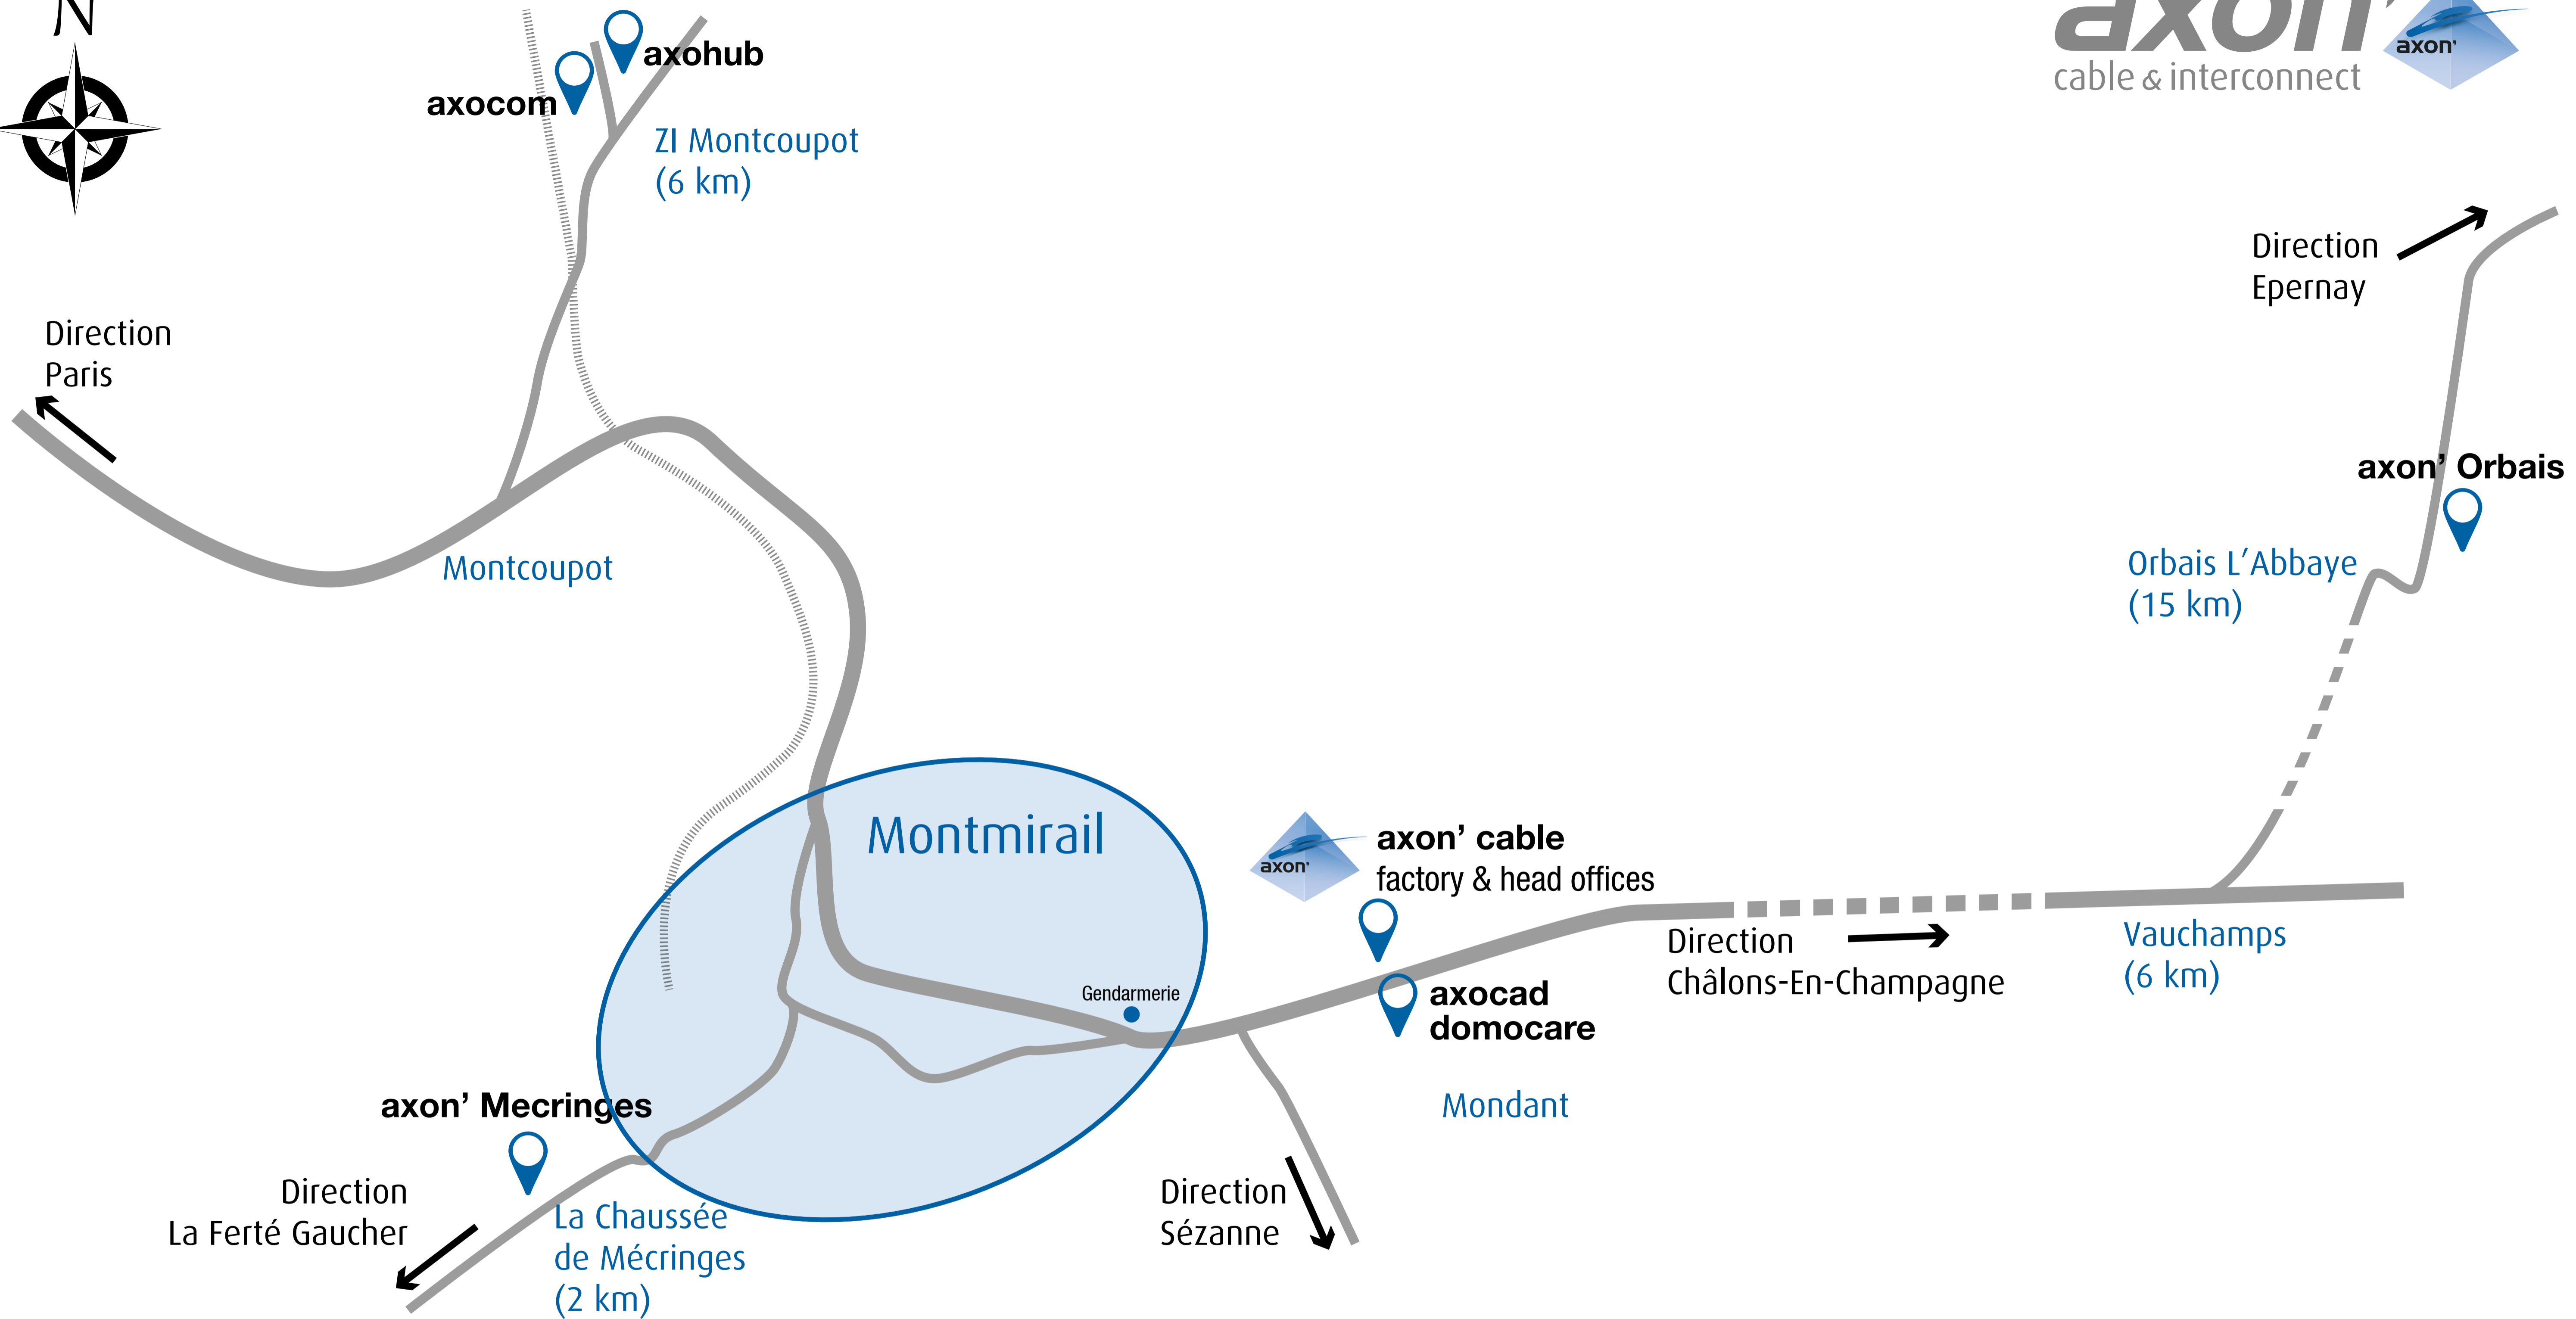 N
axon'
cable & interconnect
axon'
axohub
axocom
ZI Montcoupot
(6 km)
Direction
Epernay
Direction
Paris
axon’ Orbais
Montcoupot
Orbais L’Abbaye
(15 km)
Montmirail
axon'
axon’ cable
factory & head offices
Direction
Châlons-En-Champagne
Vauchamps
(6 km)
Gendarmerie
axocad
domocare
Mondant
axon’ Mecringes
Direction
La Ferté Gaucher
La Chaussée
de Mécringes
(2 km)
Direction
Sézanne